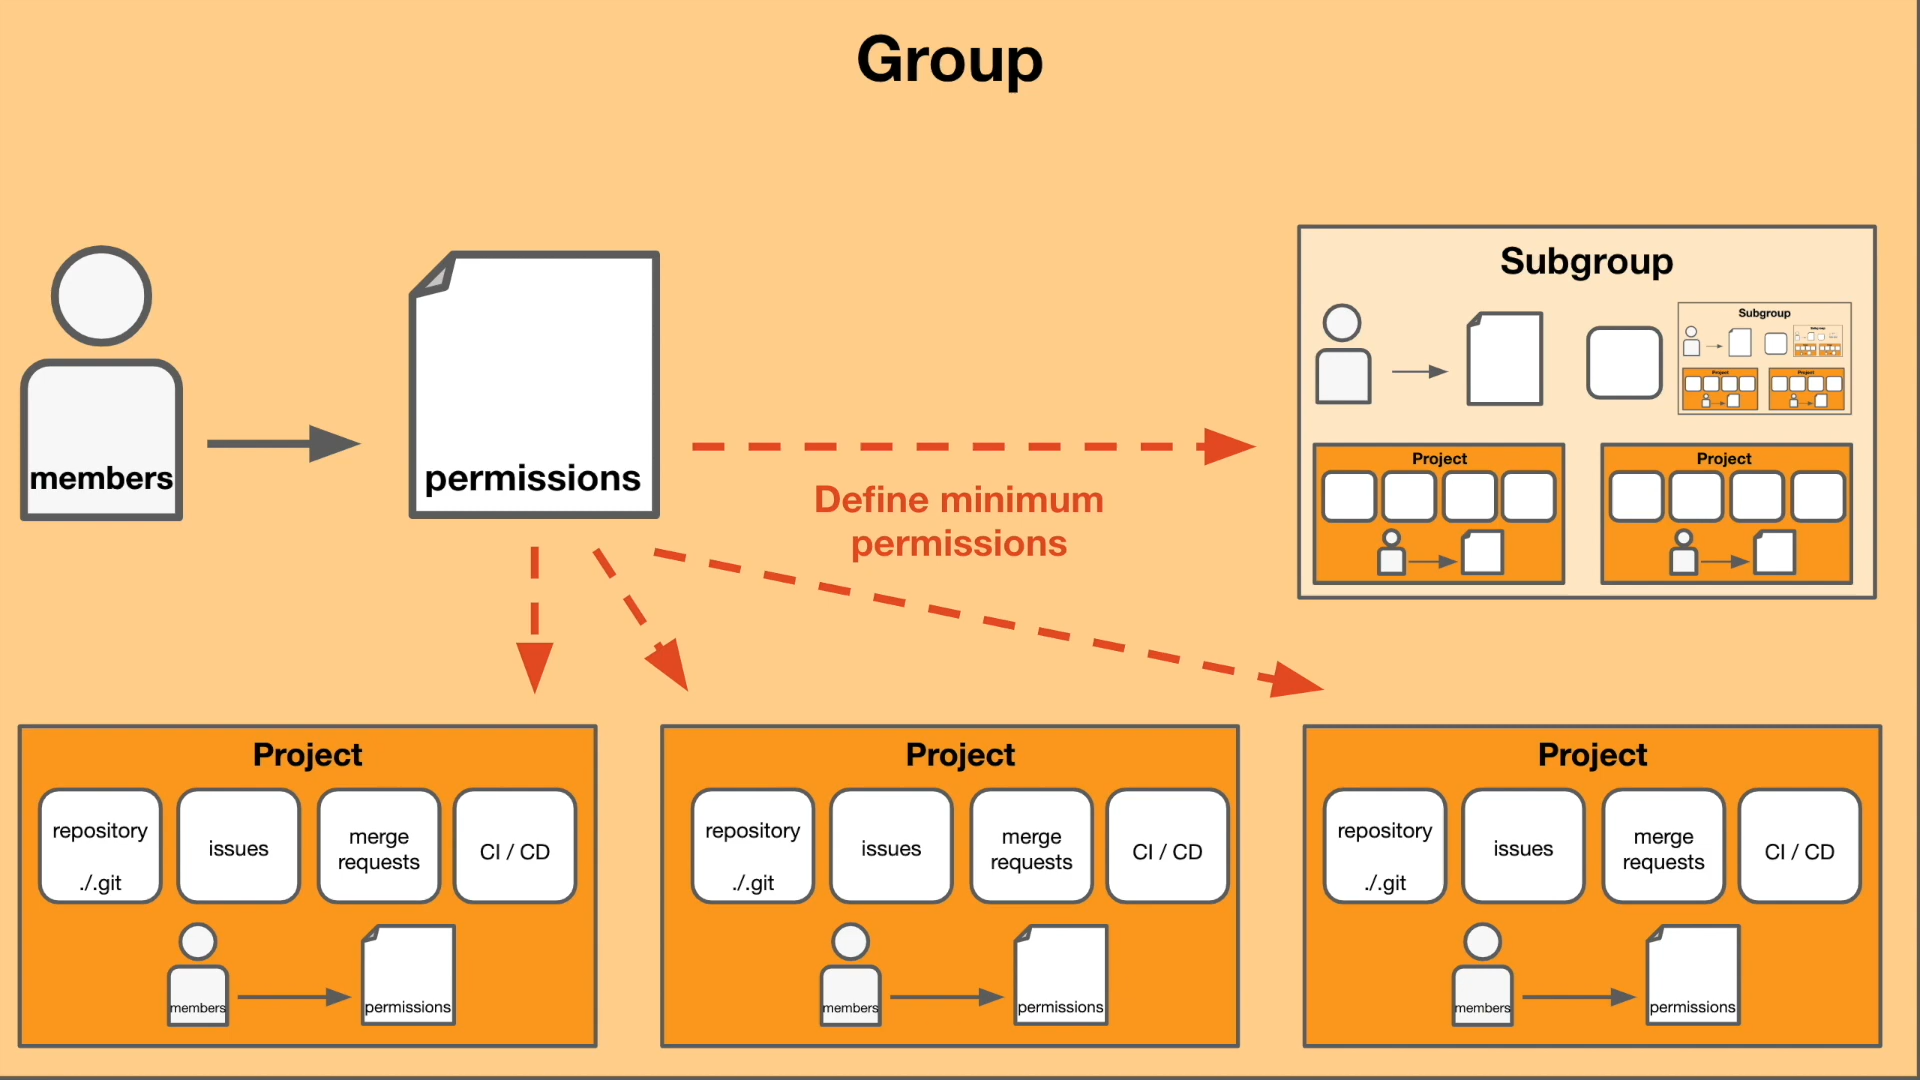 Group
members
permissions
Define minimum
permissions
Subgroup
Subgroup
Project
Project
Project
Project
Project
repository
./.git
issues
merge
requests
CI / CD
members
permissions
Project
repository
./.git
issues
merge
requests
CI / CD
members
permissions
Project
repository
./.git
issues
merge
requests
CI / CD
members
permissions